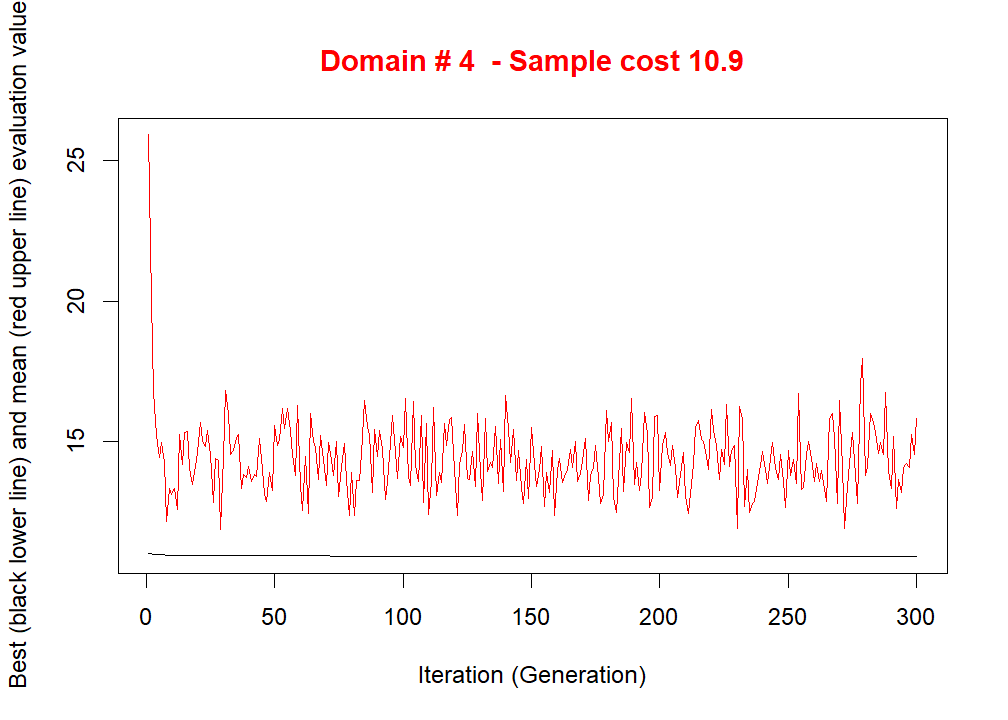 Domain # 4  - Sample cost 10.9
Best (black lower line) and mean (red upper line) evaluation value
25
20
15
0 50 100 150 200 250 300
Iteration (Generation)